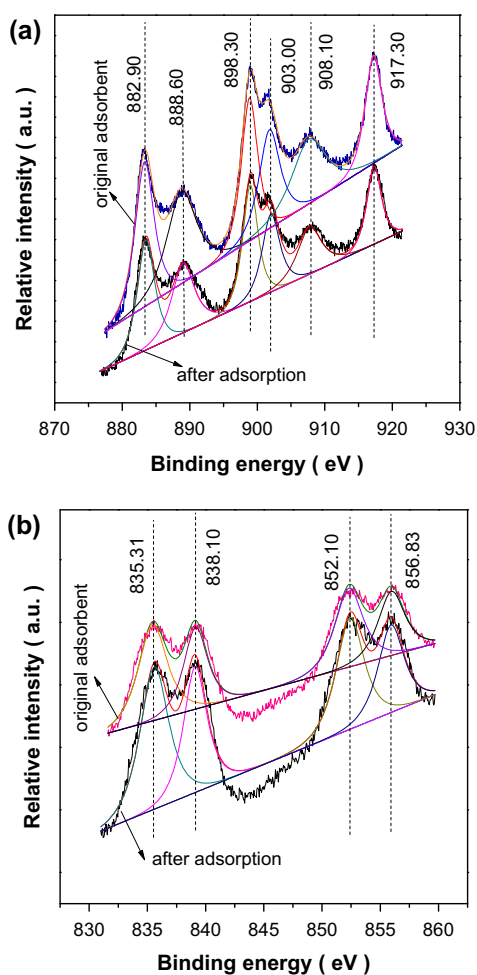 (a)
882.90
888.60
898.30
903.00
908.10
917.30
original adsorbent
after adsorption
Relative intensity ( a.u. )
870 880 890 900 910 920 930
Binding energy ( eV )
(b)
835.31
838.10
852.10
856.83
original adsorbent
after adsorption
Relative intensity ( a.u. )
830 835 840 845 850 855 860
Binding energy ( eV )